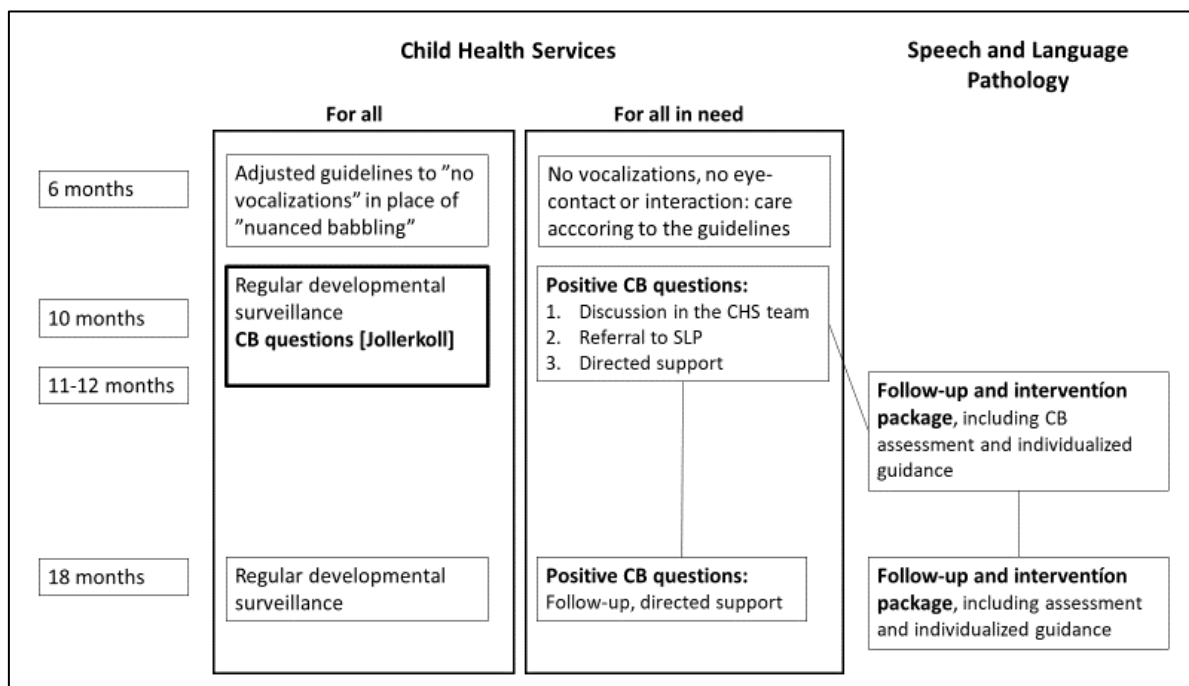 Child Health Services
Speech and Language
Pathology
For all
For all in need
6 months
Adjusted guidelines to ”no
vocalizations” in place of
”nuanced babbling”
No vocalizations, no eye-
contact or interaction: care
acccoring to the guidelines
10 months
11-12 months
Regular developmental
surveillance
CB questions [Jollerkoll]
Positive CB questions:
1. Discussion in the CHS team
2. Referral to SLP
3. Directed support
Follow-up and interventíon
package, including CB
assessment and individualized
guidance
18 months
Regular developmental
surveillance
Positive CB questions:
Follow-up, directed support
Follow-up and interventíon
package, including assessment
and individualized guidance